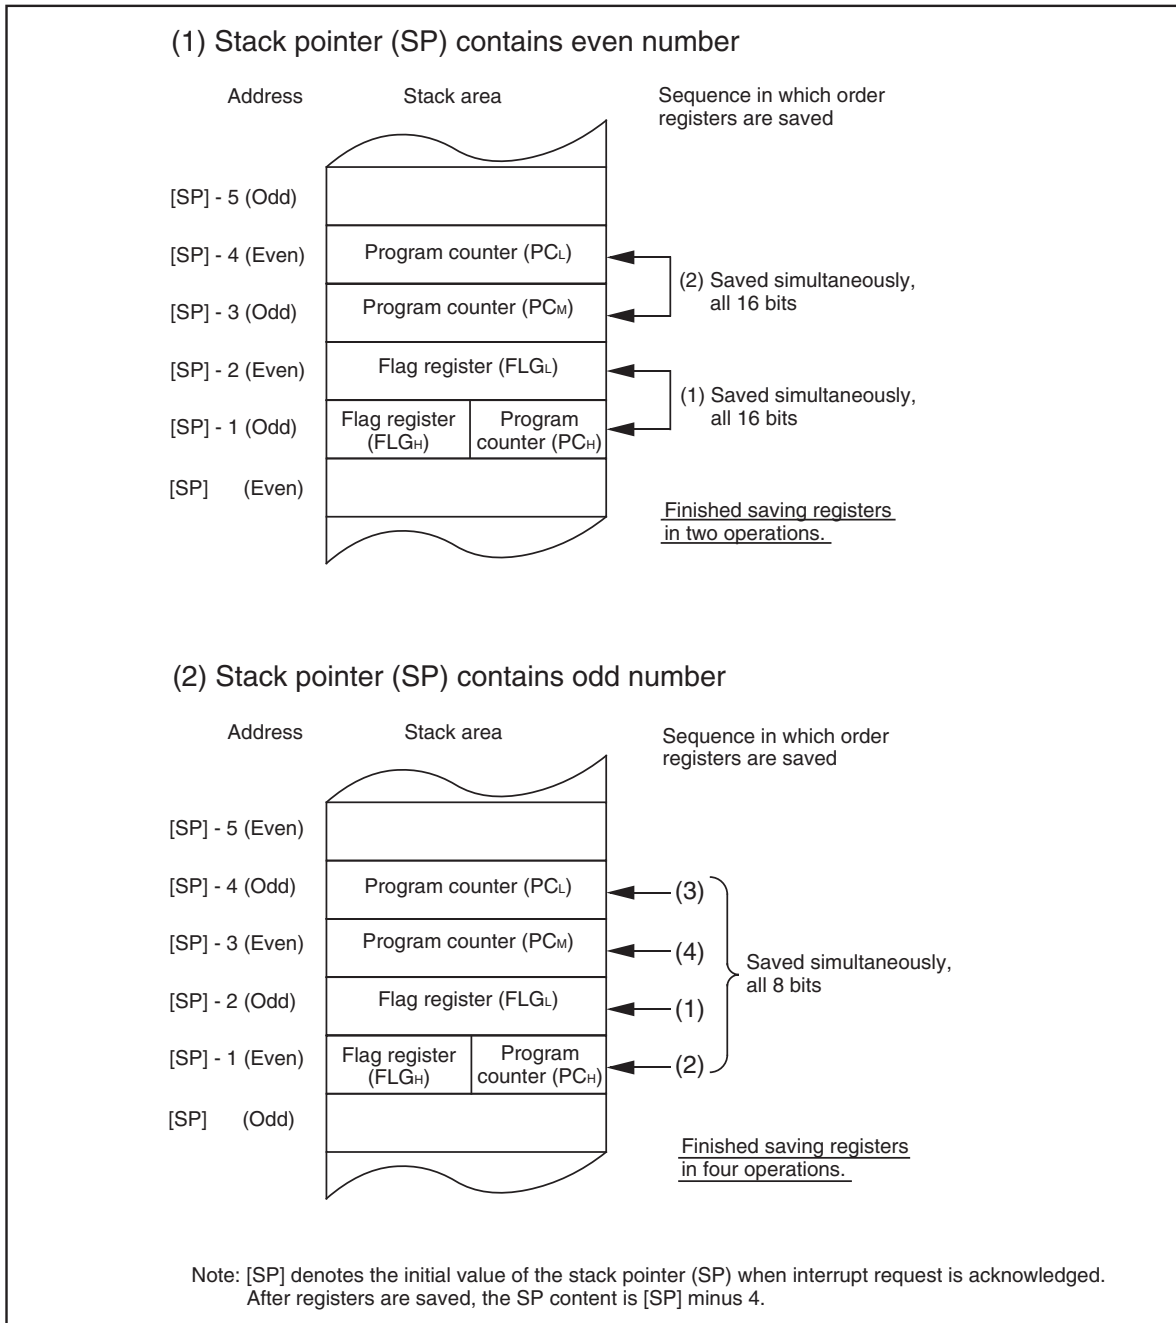 (1) Stack pointer (SP) contains even number
Address
Stack area
Sequence in which order
registers are saved
[SP] - 5 (Odd)
[SP] - 4 (Even)
Program counter (PCL)
[SP] - 3 (Odd)
Program counter (PCM)
(2) Saved simultaneously,
all 16 bits
[SP] - 2 (Even)
Flag register (FLGL)
[SP] - 1 (Odd)
Flag register
(FLGH)
Program
counter (PCH)
(1) Saved simultaneously,
all 16 bits
[SP] (Even)
Finished saving registers
in two operations.
(2) Stack pointer (SP) contains odd number
Address
Stack area
Sequence in which order
registers are saved
[SP] - 5 (Even)
[SP] - 4 (Odd)
Program counter (PCL)
(3)
[SP] - 3 (Even)
Program counter (PCM)
(4)
[SP] - 2 (Odd)
Flag register (FLGL)
(1)
[SP] - 1 (Even)
Flag register
(FLGH)
Program
counter (PCH)
(2)
Saved simultaneously,
all 8 bits
[SP] (Odd)
Finished saving registers
in four operations.
Note: [SP] denotes the initial value of the stack pointer (SP) when interrupt request is acknowledged.
After registers are saved, the SP content is [SP] minus 4.